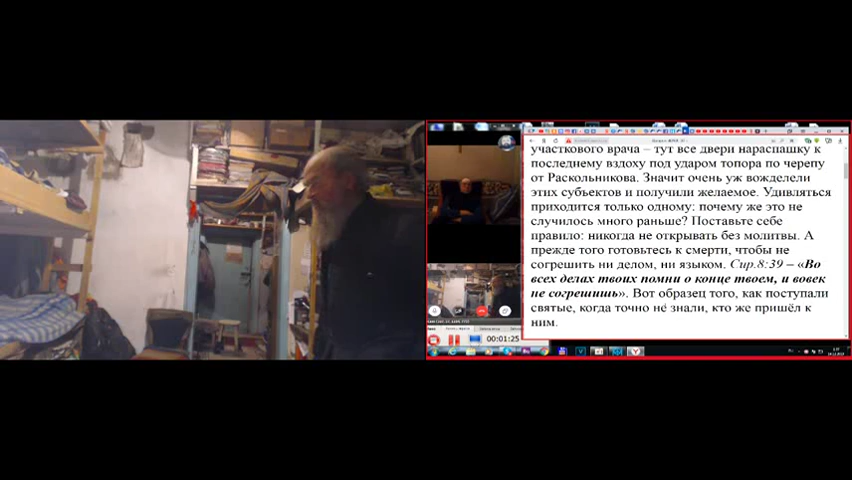 участкового врача – тут все двери нараспашку к
последнему вздоху под ударом топора по черепу
от Раскольникова. Значит очень уж вожделели
этих субъектов и получили желаемое. Удивляться
приходится только одному: почему же это не
случилось много раньше? Поставьте себе
правило: никогда не открывать без молитвы. А
прежде того готовьтесь к смерти, чтобы не
согрешить ни делом, ни языком. Сир.8:39 – «Во
всех делах твоих помни о конце твоем, и вовек
не согрешишь». Вот образец того, как поступали
святые, когда точно не знали, кто же пришёл к
ним.
00:01:25